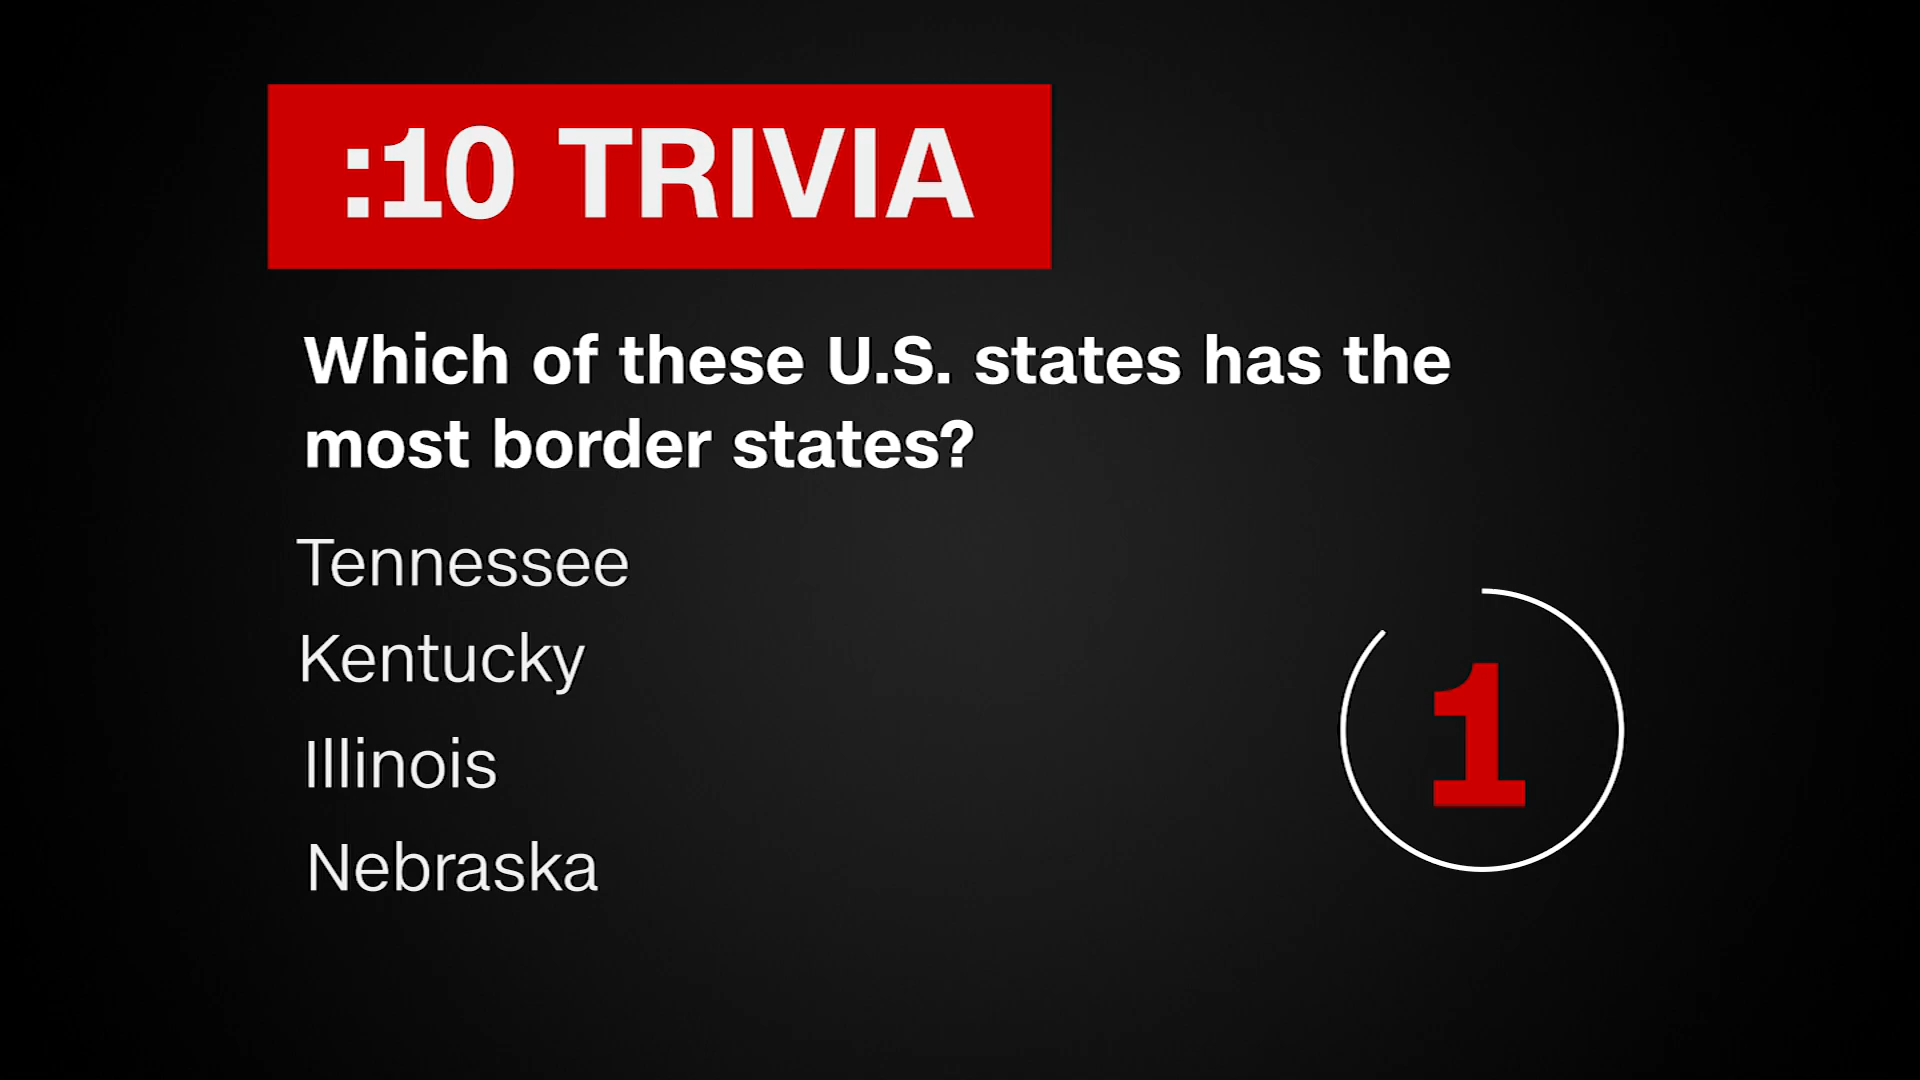 :10 TRIVIA
Which of these U.S. states has the
most border states?
Tennessee
Kentucky
Illinois
Nebraska
1